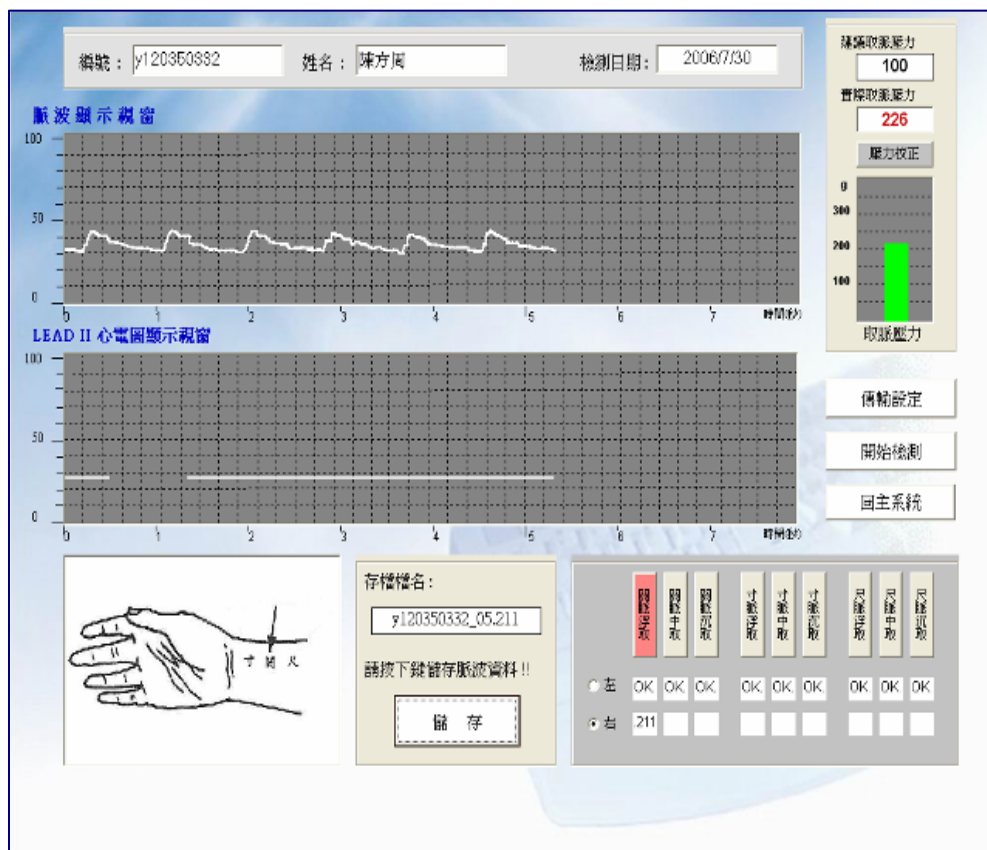 編號： y120350332 姓名： 陳方周 檢測日期： 2006/7/30
建議取脈壓力
100
實際取脈壓力
226
壓力校正
g
300
200
100
取脈壓力
脈波顯示視窗
100
50
0
0 1 2 3 4 5 6 7 時間(秒)
LEAD II 心電圖顯示視窗
100
50
0
0 1 2 3 4 5 6 7 時間(秒)
傳輸設定
開始檢測
回主系統
寸 關 尺
存檔檔名：
y120350332_05.211
請按下鍵儲存脈波資料!!
儲 存
關脈浮取 關脈中取 關脈沉取 寸脈浮取 寸脈中取 寸脈沉取 尺脈浮取 尺脈中取 尺脈沉取
左 OK OK OK OK OK OK OK OK OK
右 .211